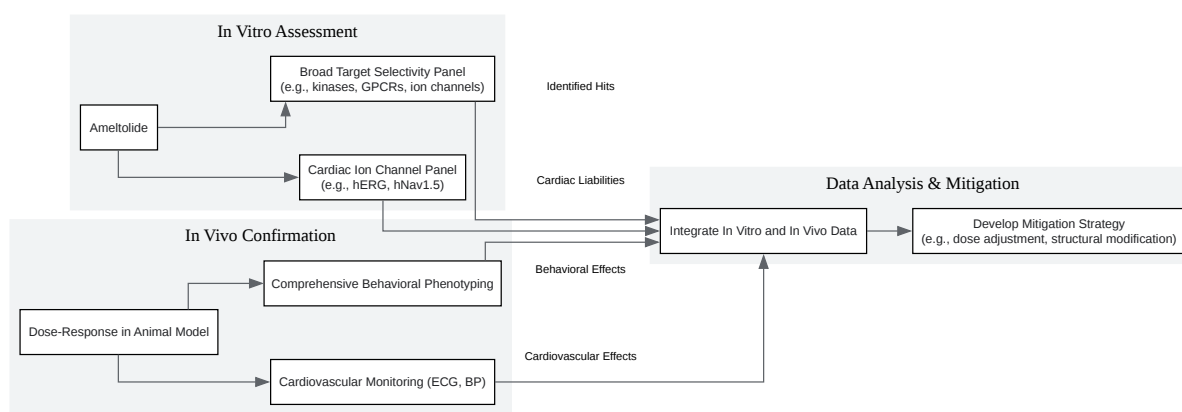 In Vitro Assessment
Broad Target Selectivity Panel
(e.g., kinases, GPCRs, ion channels)
Identified Hits
Ameltolide
Cardiac Ion Channel Panel
(e.g., hERG, hNav1.5)
Cardiac Liabilities
Data Analysis & Mitigation
Integrate In Vitro and In Vivo Data
Develop Mitigation Strategy
(e.g., dose adjustment, structural modification)
In Vivo Confirmation
Behavioral Effects
Comprehensive Behavioral Phenotyping
Dose-Response in Animal Model
Cardiovascular Effects
Cardiovascular Monitoring (ECG, BP)